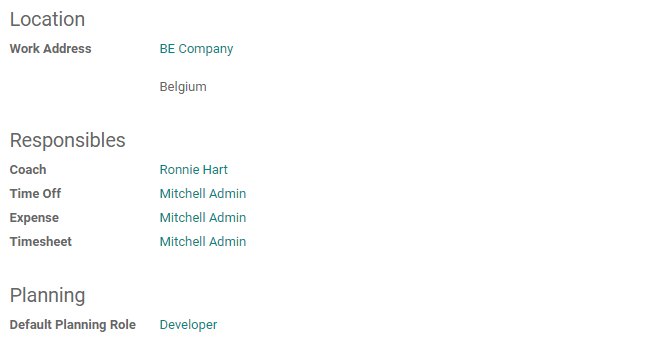 Location
Work Address BE Company
Belgium
Responsibles
Coach Ronnie Hart
Time Off Mitchell Admin
Expense Mitchell Admin
Timesheet Mitchell Admin
Planning
Default Planning Role Developer